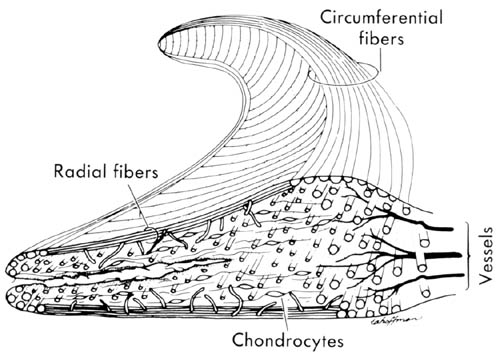 Circumferential
fibers
Radial fibers
Vessels
Chondrocytes